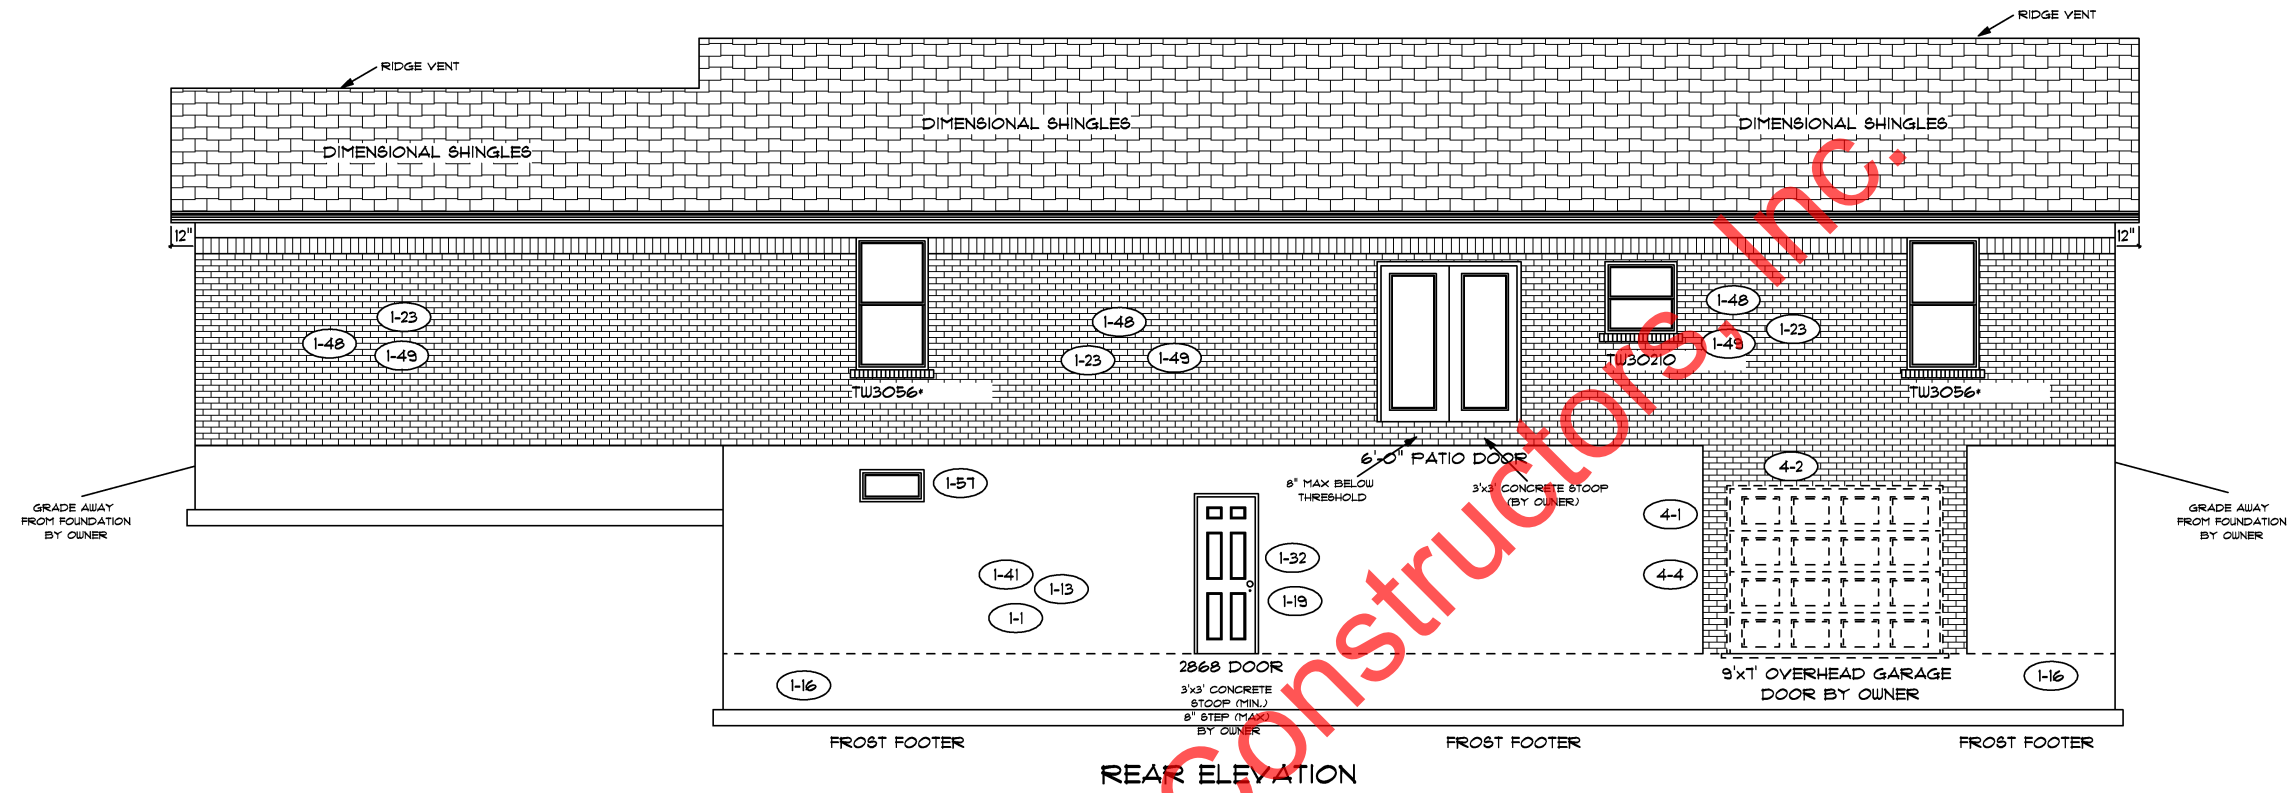 RIDGE VENT
RIDGE VENT
DIMENSIONAL SHINGLES
DIMENSIONAL SHINGLES
DIMENSIONAL SHINGLES
12"
12"
1-23
1-48
1-49
TW3056*
1-48
1-23
1-49
TW30210
1-48
1-23
1-49
TW3056*
6'-0" PATIO DOOR
8" MAX BELOW
THRESHOLD
3'x3' CONCRETE STOOP
(BY OWNER)
GRADE AWAY
FROM FOUNDATION
BY OWNER
GRADE AWAY
FROM FOUNDATION
BY OWNER
1-57
4-2
4-1
4-4
1-32
1-19
1-41
1-13
1-1
2868 DOOR
3'x3' CONCRETE
STOOP (MIN.)
8" STEP (MAX)
BY OWNER
9'x7' OVERHEAD GARAGE
DOOR BY OWNER
1-16
1-16
FROST FOOTER
FROST FOOTER
FROST FOOTER
REAR ELEVATION
Constructors, Inc.